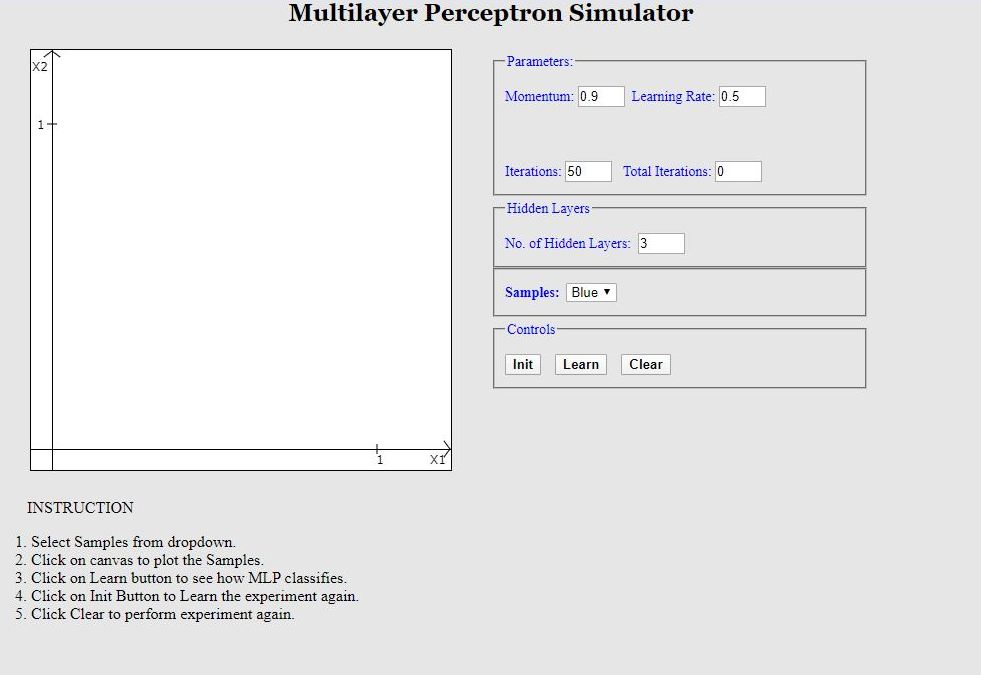 Multilayer Perceptron Simulator
X2
1
1
X1
Parameters:
Momentum: 0.9 Learning Rate: 0.5
Iterations: 50 Total Iterations: 0
Hidden Layers
No. of Hidden Layers: 3
Samples: Blue
Controls
Init Learn Clear
INSTRUCTION
1. Select Samples from dropdown.
2. Click on canvas to plot the Samples.
3. Click on Learn button to see how MLP classifies.
4. Click on Init Button to Learn the experiment again.
5. Click Clear to perform experiment again.